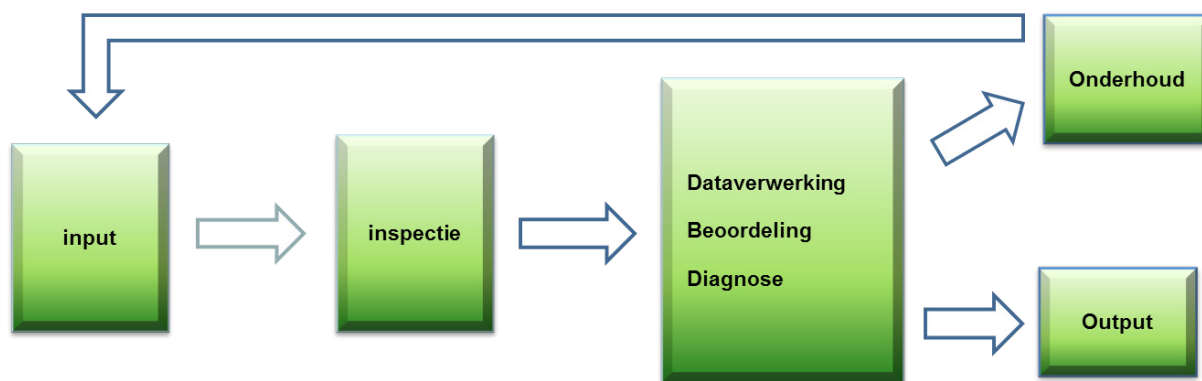 input
inspectie
Dataverwerking
Beoordeling
Diagnose
Onderhoud
Output